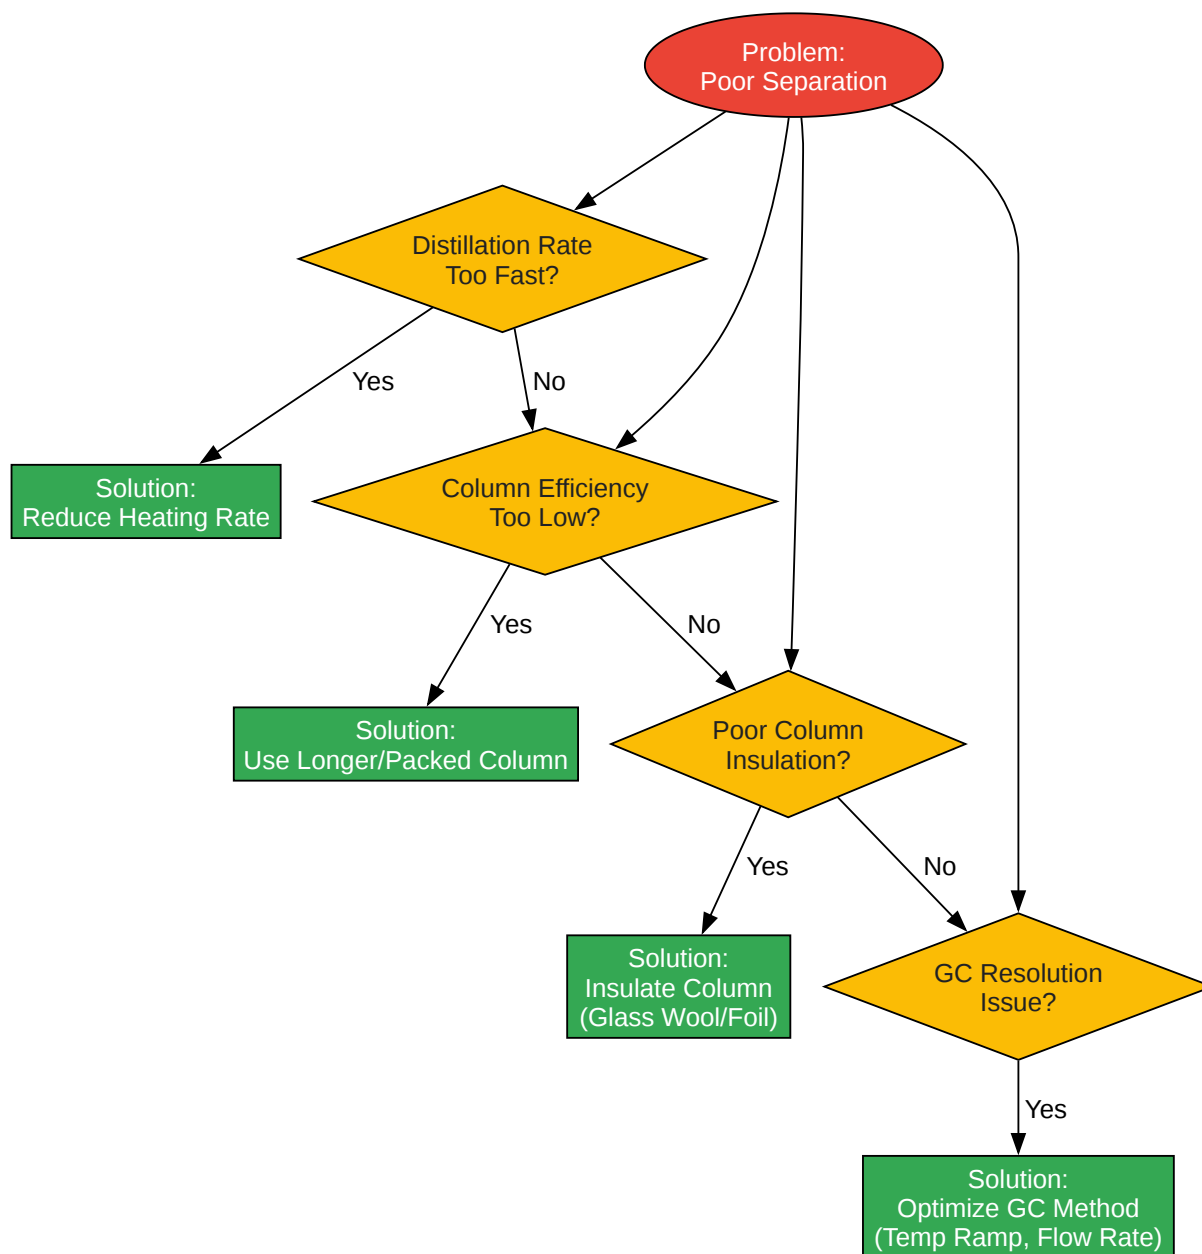 Problem:
Poor Separation
Distillation Rate
Too Fast?
Yes
No
Solution:
Reduce Heating Rate
Column Efficiency
Too Low?
Yes
No
Solution:
Use Longer/Packed Column
Poor Column
Insulation?
Yes
No
Solution:
Insulate Column
(Glass Wool/Foil)
GC Resolution
Issue?
Yes
Solution:
Optimize GC Method
(Temp Ramp, Flow Rate)